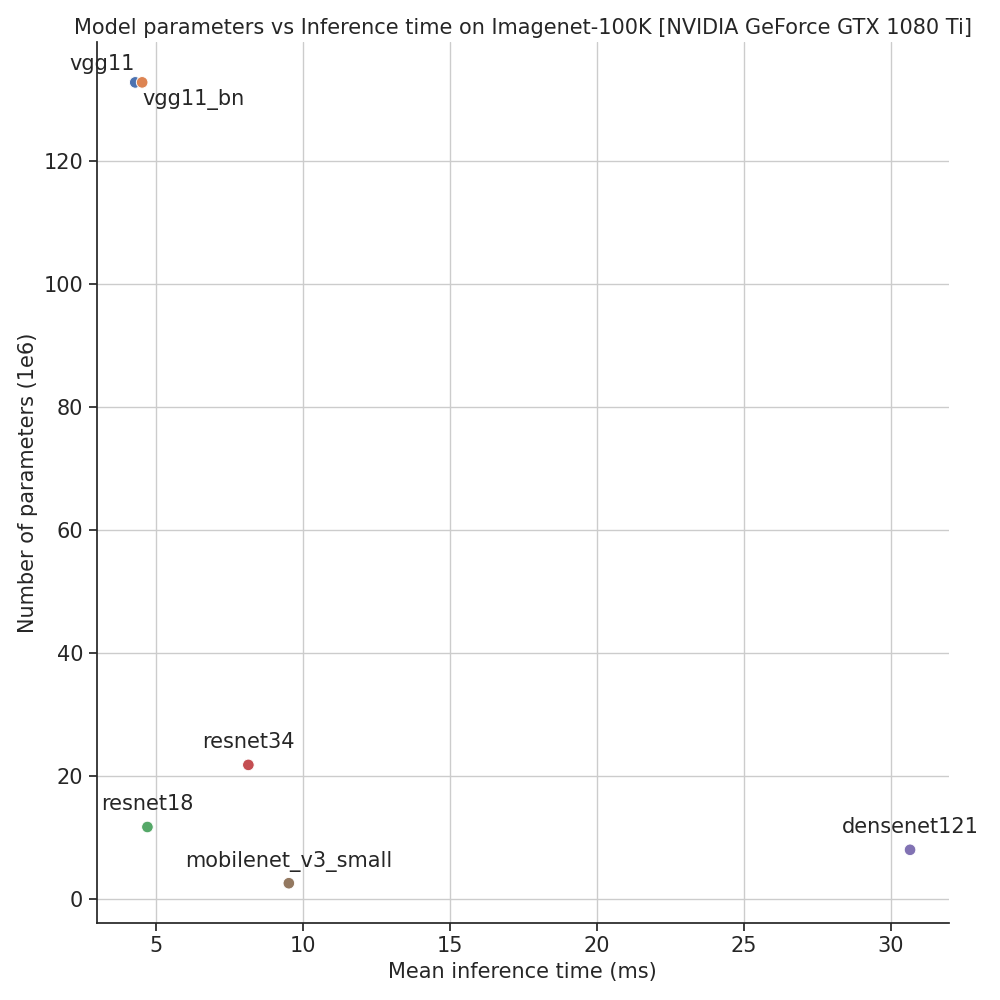 Model parameters vs Inference time on Imagenet-100K [NVIDIA GeForce GTX 1080 Ti]
vgg11
vgg11_bn
120
100
80
60
40
20
0
Number of parameters (1e6)
resnet34
resnet18
densenet121
mobilenet_v3_small
5 10 15 20 25 30
Mean inference time (ms)